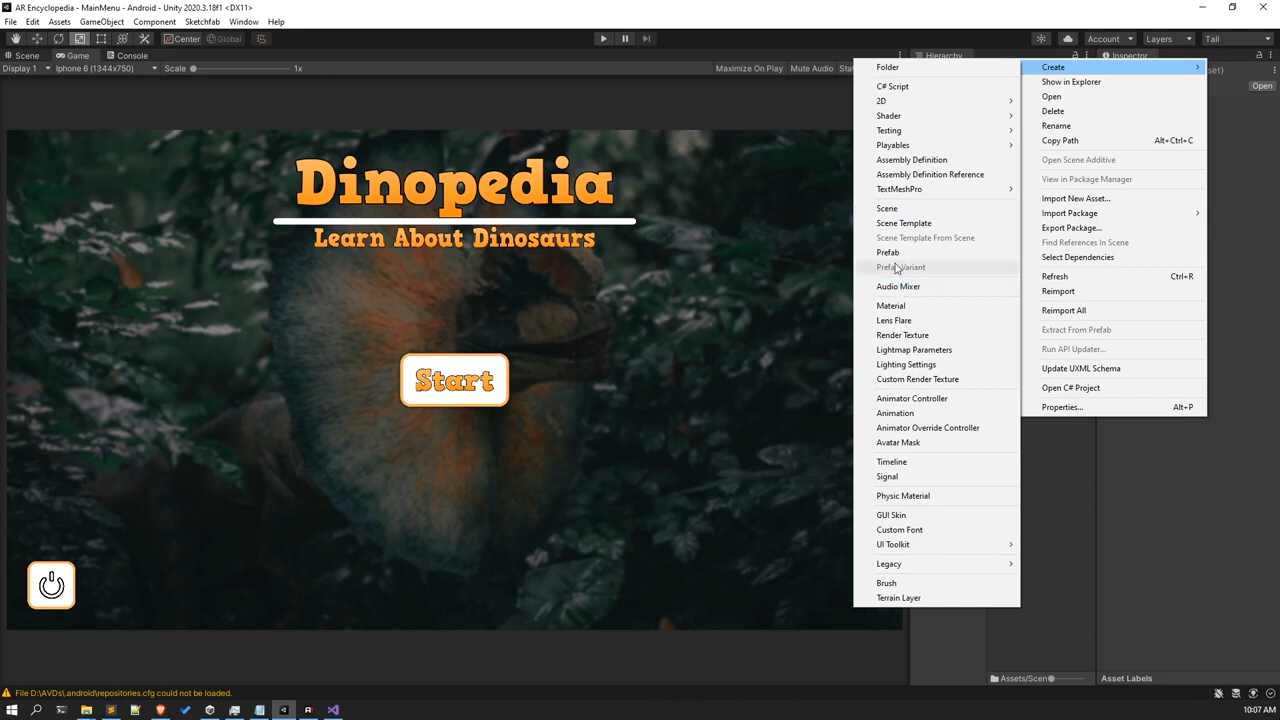 AR Encyclopedia - MainMenu - Android - Unity 2020.3.18f1 <DX11>
File Edit Assets GameObject Component Sketchfab Window Help
Center Global Account Layers Tall
Scene Game Console Hierarchy Inspector
Display 1 Iphone 6 (1344x750) Scale 1x Maximize On Play Mute Audio
Open
Folder
C# Script
2D
Shader
Testing
Playables
Assembly Definition
Assembly Definition Reference
TextMeshPro
Scene
Scene Template
Scene Template From Scene
Prefab
Prefab Variant
Audio Mixer
Material
Lens Flare
Render Texture
Lightmap Parameters
Lighting Settings
Custom Render Texture
Animator Controller
Animation
Animator Override Controller
Avatar Mask
Timeline
Signal
Physic Material
GUI Skin
Custom Font
UI Toolkit
Legacy
Brush
Terrain Layer
Create
Show in Explorer
Open
Delete
Rename
Copy Path Alt+Ctrl+C
Open Scene Additive
View in Package Manager
Import New Asset...
Import Package
Export Package...
Find References In Scene
Select Dependencies
Refresh Ctrl+R
Reimport
Reimport All
Extract From Prefab
Run API Updater...
Update UXML Schema
Open C# Project
Properties... Alt+P
Dinopedia
Learn About Dinosaurs
Start
Assets/Scen Asset Labels
File D:\AVDs\.android\repositories.cfg could not be loaded.
10:07 AM